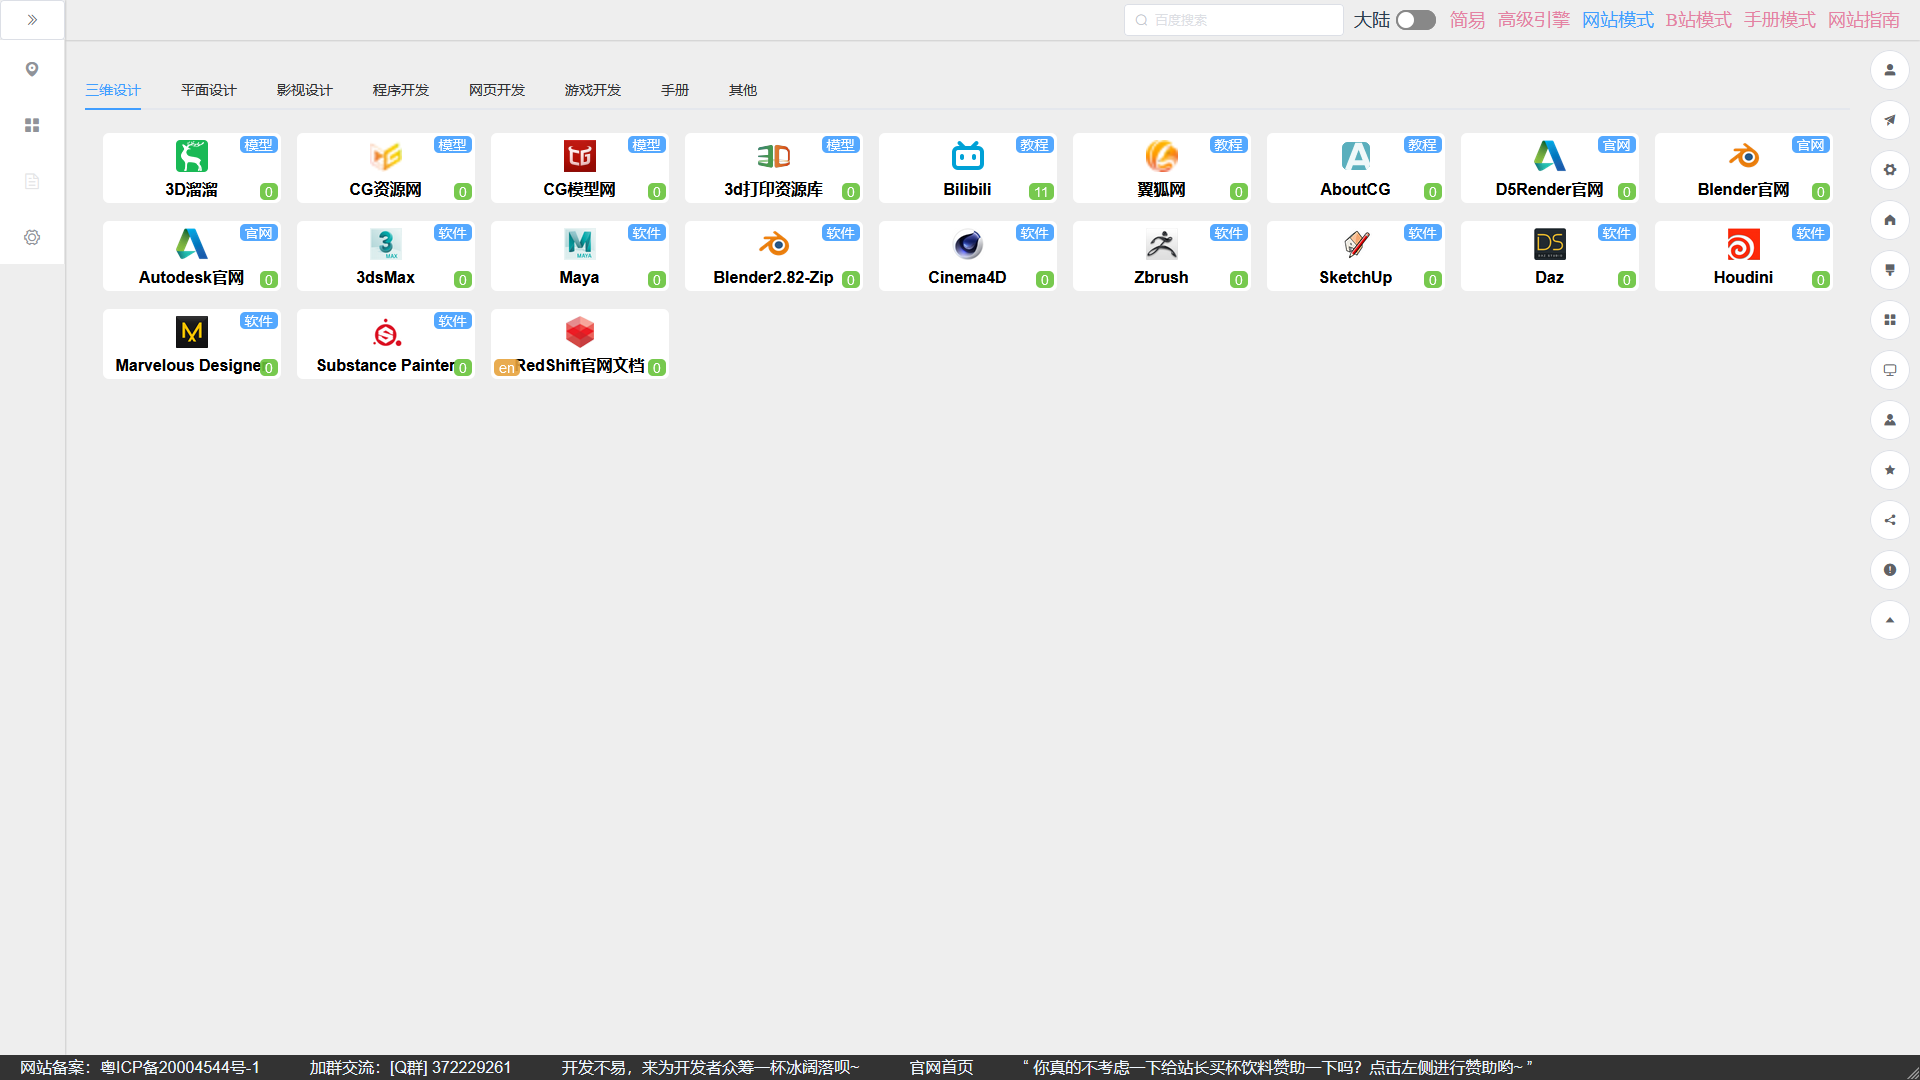 百度搜索 大陆 简易 高级引擎 网站模式 B站模式 手册模式 网站指南
三维设计 平面设计 影视设计 程序开发 网页开发 游戏开发 手册 其他
模型 模型 模型 模型 教程 教程 教程 官网 官网
3D溜溜 0 CG资源网 0 CG模型网 0 3d打印资源库 0 Bilibili 11 翼狐网 0 AboutCG 0 D5Render官网 0 Blender官网 0
官网 软件 软件 软件 软件 软件 软件 软件 软件
Autodesk官网 0 3dsMax 0 Maya 0 Blender2.82-Zip 0 Cinema4D 0 Zbrush 0 SketchUp 0 Daz 0 Houdini 0
软件 软件
Marvelous Designe 0 Substance Painter 0 en RedShift官网文档 0
网站备案：粤ICP备20004544号-1 加群交流：[Q群] 372229261 开发不易，来为开发者众筹一杯冰阔落呗~ 官网首页 “ 你真的不考虑一下给站长买杯饮料赞助一下吗？点击左侧进行赞助哟~ ”